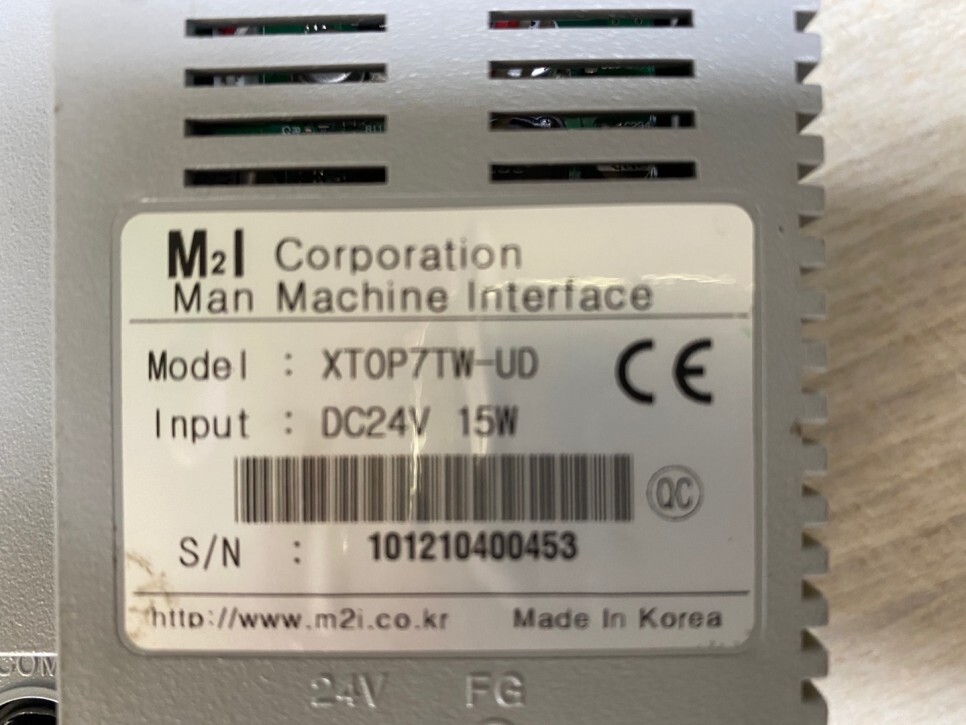 M2I Corporation
Man Machine Interface
Model : XTOP7TW-UD
CE
Input : DC24V 15W
QC
S/N : 101210400453
http://www.m2i.co.kr Made In Korea
COM
24V FG